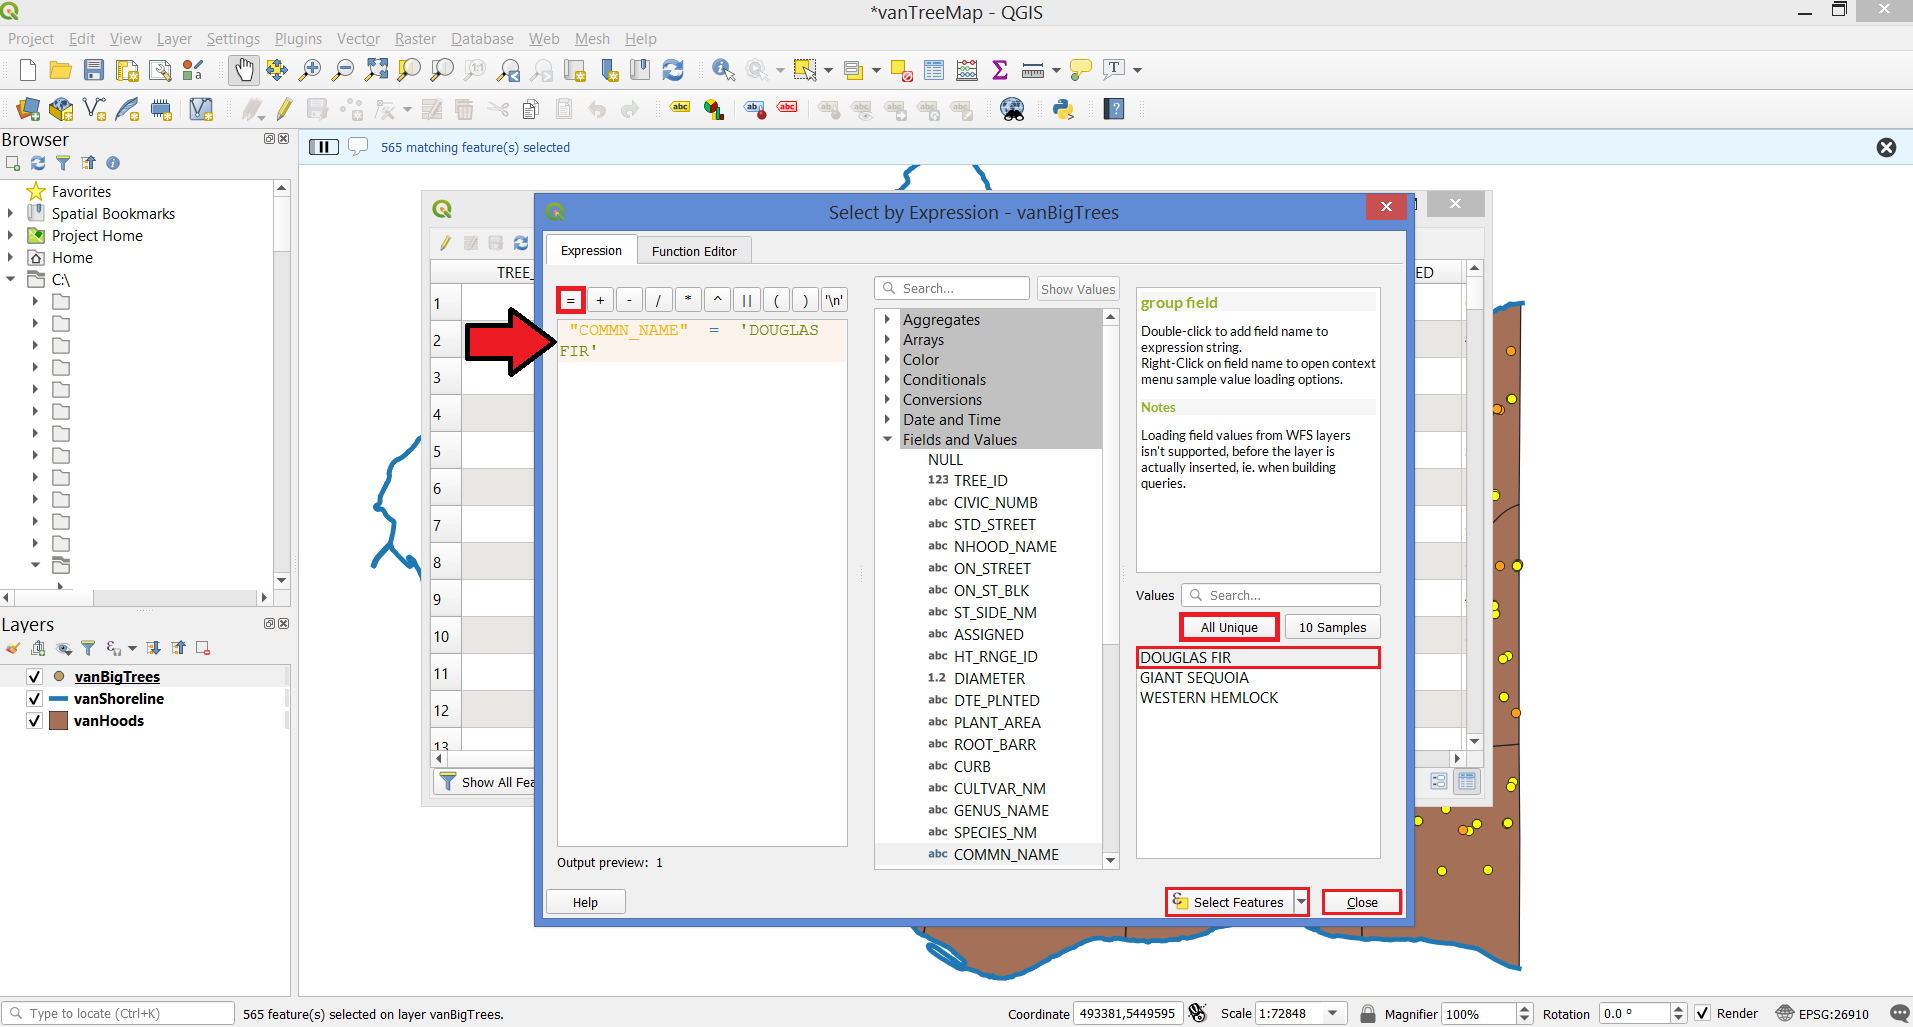 *vanTreeMap - QGIS
Project Edit View Layer Settings Plugins Vector Raster Database Web Mesh Help
Browser
565 matching feature(s) selected
Favorites
Spatial Bookmarks
Project Home
Home
C:\
Layers
vanBigTrees
vanShoreline
vanHoods
TREE_
1
2
3
4
5
6
7
8
9
10
11
12
13
Show All Fea
ED
Select by Expression - vanBigTrees
Expression
Function Editor
= + - / * ^ || ( ) '\n'
"COMMN_NAME" = 'DOUGLAS
FIR'
Output preview: 1
Help
Search...
Show Values
Aggregates
Arrays
Color
Conditionals
Conversions
Date and Time
Fields and Values
NULL
123 TREE_ID
abc CIVIC_NUMB
abc STD_STREET
abc NHOOD_NAME
abc ON_STREET
abc ON_ST_BLK
abc ST_SIDE_NM
abc ASSIGNED
abc HT_RNGE_ID
1.2 DIAMETER
abc DTE_PLNTED
abc PLANT_AREA
abc ROOT_BARR
abc CURB
abc CULTVAR_NM
abc GENUS_NAME
abc SPECIES_NM
abc COMMN_NAME
group field
Double-click to add field name to
expression string.
Right-Click on field name to open context
menu sample value loading options.
Notes
Loading field values from WFS layers
isn't supported, before the layer is
actually inserted, ie. when building
queries.
Values
Search...
All Unique
10 Samples
DOUGLAS FIR
GIANT SEQUOIA
WESTERN HEMLOCK
Select Features
Close
Type to locate (Ctrl+K)
565 feature(s) selected on layer vanBigTrees.
Coordinate 493381,5449595
Scale 1:72848
Magnifier 100%
Rotation 0.0 °
Render
EPSG:26910